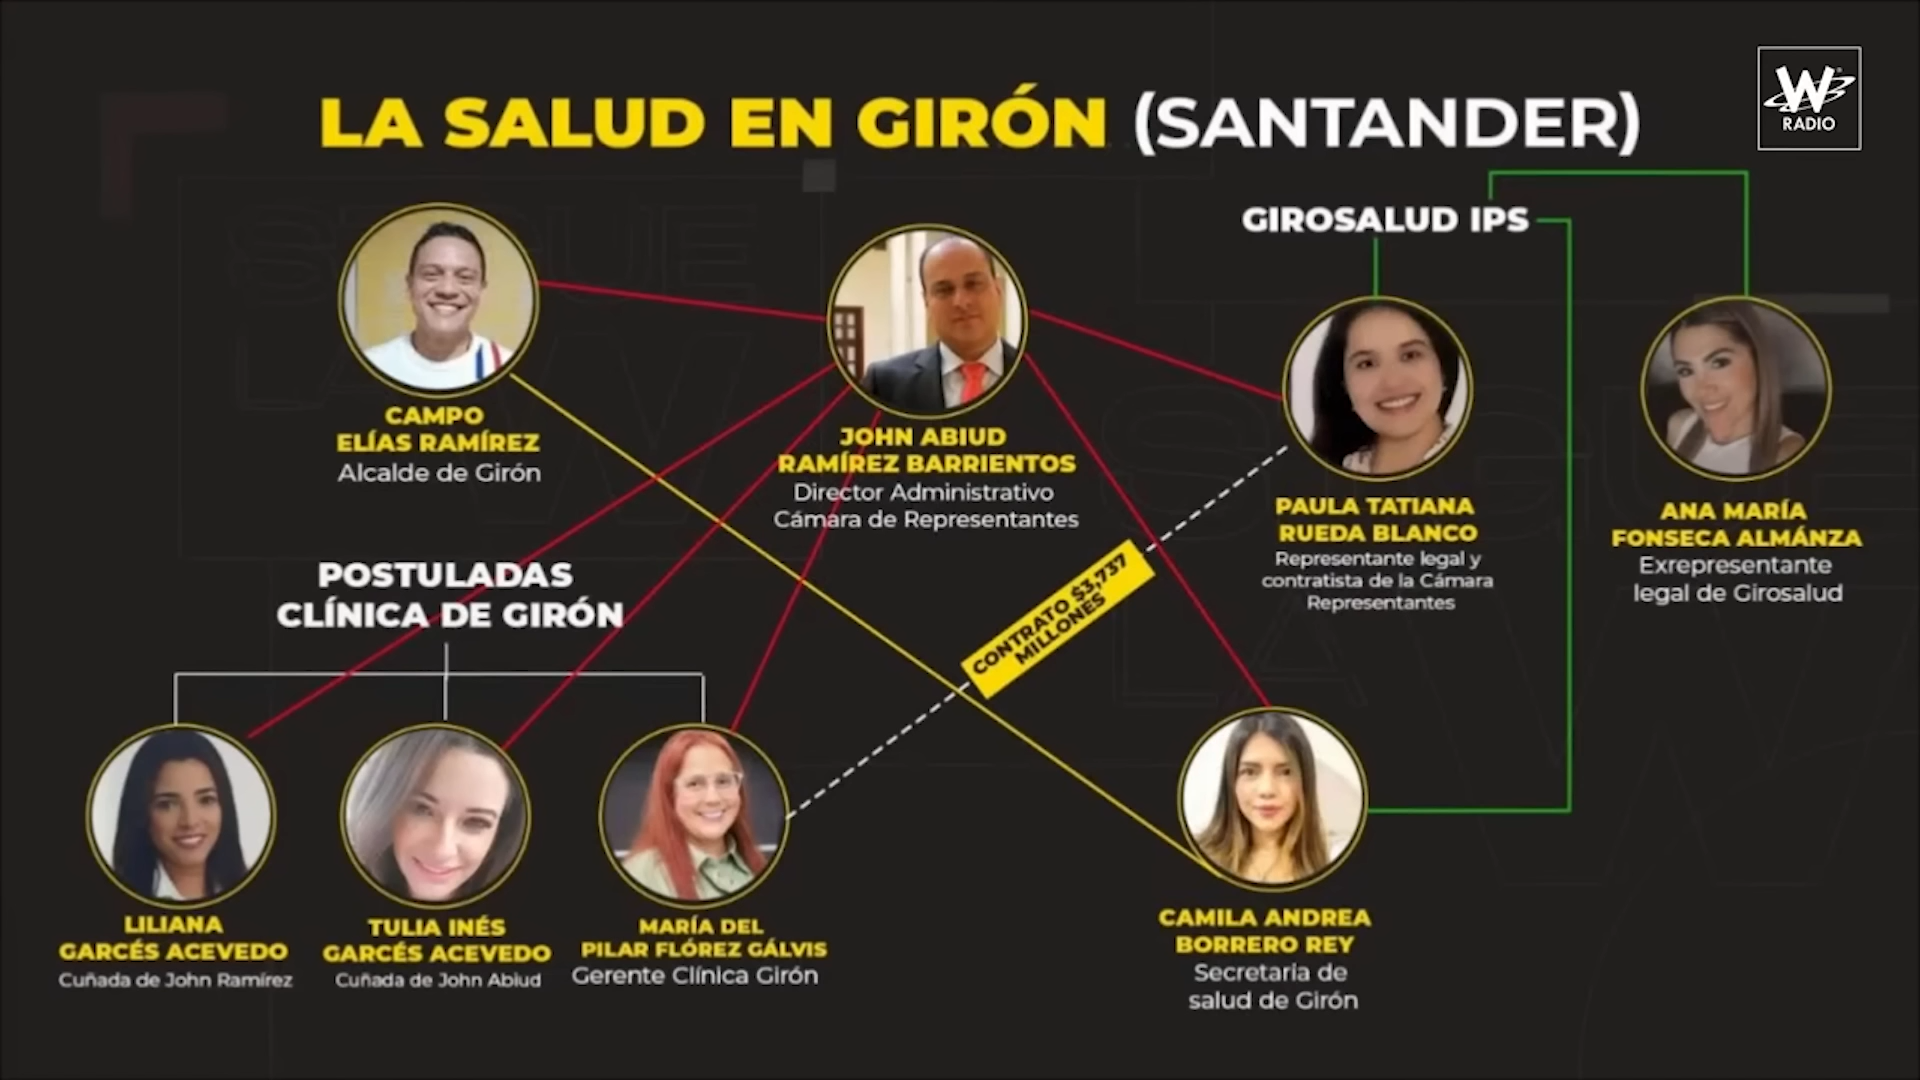 LA SALUD EN GIRÓN (SANTANDER)
W
RADIO
GIROSALUD IPS
CAMPO
ELÍAS RAMÍREZ
Alcalde de Girón
JOHN ABIUD
RAMÍREZ BARRIENTOS
Director Administrativo
Cámara de Representantes
PAULA TATIANA
RUEDA BLANCO
Representante legal y
contratista de la Cámara
Representantes
ANA MARÍA
FONSECA ALMÁNZA
Exrepresentante
legal de Girosalud
POSTULADAS
CLÍNICA DE GIRÓN
CONTRATO $3,737
MILLONES
LILIANA
GARCÉS ACEVEDO
Cuñada de John Ramírez
TULIA INÉS
GARCÉS ACEVEDO
Cuñada de John Abiud
MARÍA DEL
PILAR FLÓREZ GÁLVIS
Gerente Clínica Girón
CAMILA ANDREA
BORRERO REY
Secretaria de
salud de Girón